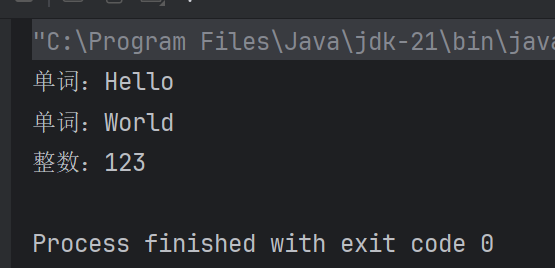 "C:\Program Files\Java\jdk-21\bin\java
单词：Hello
单词：World
整数：123
Process finished with exit code 0